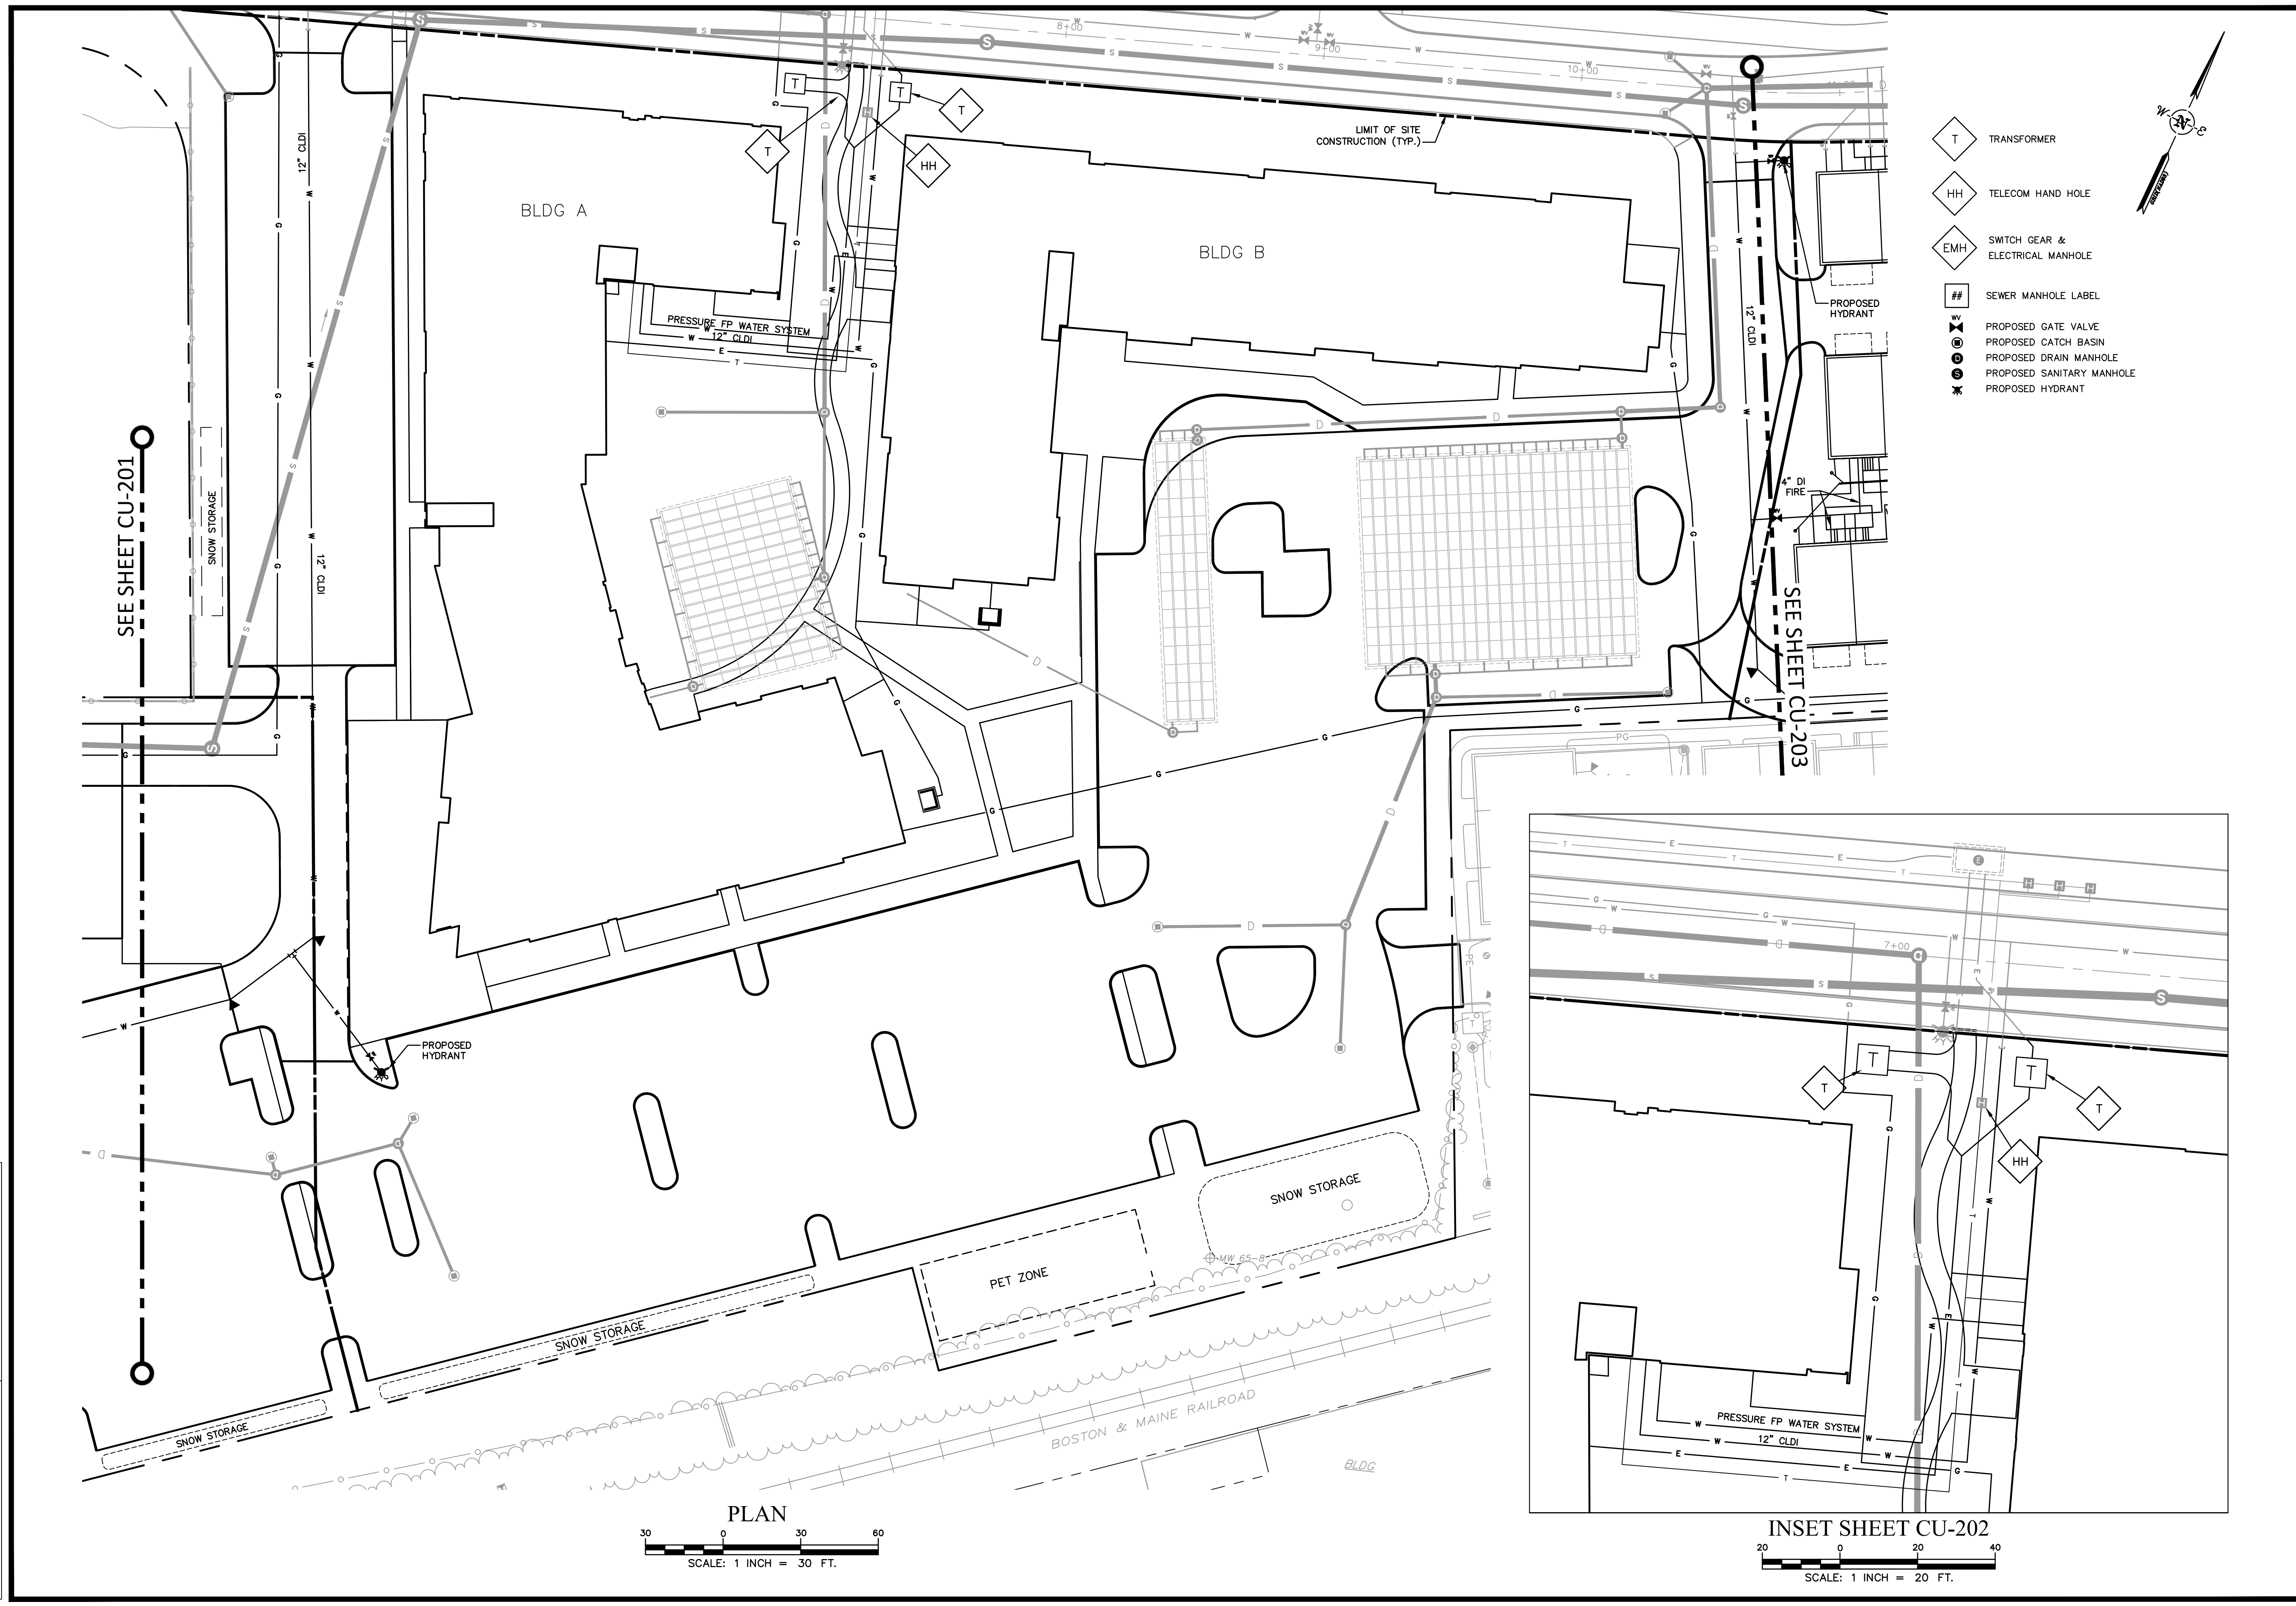 8+00
9+00
10+00
LIMIT OF SITE
CONSTRUCTION (TYP.)
T
T
T
T
HH
H
12" CLDI
BLDG A
BLDG B
PRESSURE FP WATER SYSTEM
12" CLDI
PROPOSED
HYDRANT
12" CLDI
4" DI
FIRE
SEE SHEET CU-201
SNOW STORAGE
12" CLDI
SEE SHEET CU-203
PG
PROPOSED
HYDRANT
SNOW STORAGE
MW 65-8
PET ZONE
SNOW STORAGE
SNOW STORAGE
BOSTON & MAINE RAILROAD
BLDG
PLAN
30 0 30 60
SCALE: 1 INCH = 30 FT.
W N E
T TRANSFORMER
HH TELECOM HAND HOLE
EMH SWITCH GEAR &
ELECTRICAL MANHOLE
## SEWER MANHOLE LABEL
WV PROPOSED GATE VALVE
PROPOSED CATCH BASIN
D PROPOSED DRAIN MANHOLE
S PROPOSED SANITARY MANHOLE
PROPOSED HYDRANT
E
H H H
7+00
T
T
T
T
H
HH
PRESSURE FP WATER SYSTEM
12" CLDI
INSET SHEET CU-202
20 0 20 40
SCALE: 1 INCH = 20 FT.